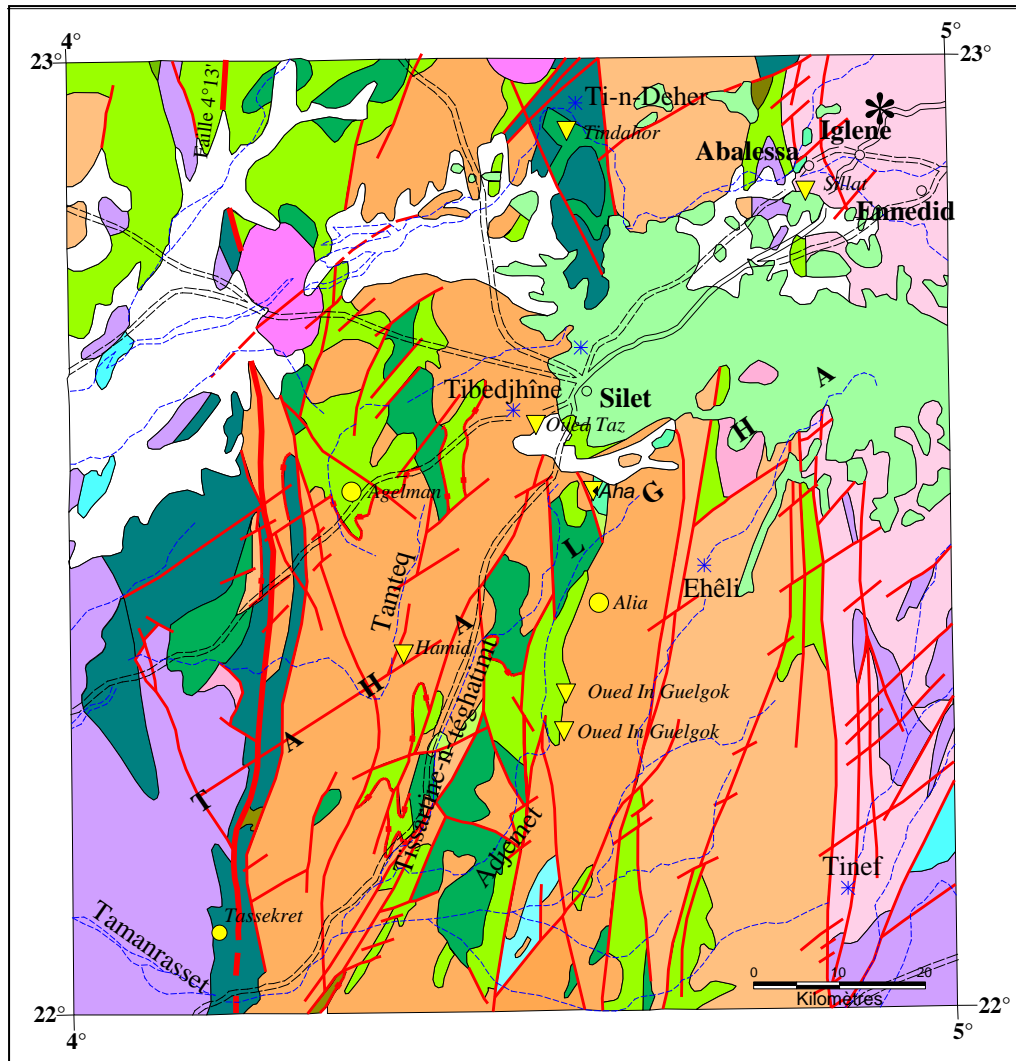 4°
5°
23°
23°
Faille 4°13'
Ti-n-Deher
Tindahor
Iglene
Abalessa
Sillat
Ennedid
Tibedjhîne
Silet
Oued Taz
A
H
Agelman
Aha
G
L
Tamteq
Ehêli
Alia
A
Hamid
H
Oued In Guelgok
Oued In Guelgok
A
T
Tissartine-n-teghatimt
Adjemet
Tinef
Tassekret
Tamanrasset
0 10 20
Kilomètres
22°
22°
4°
5°